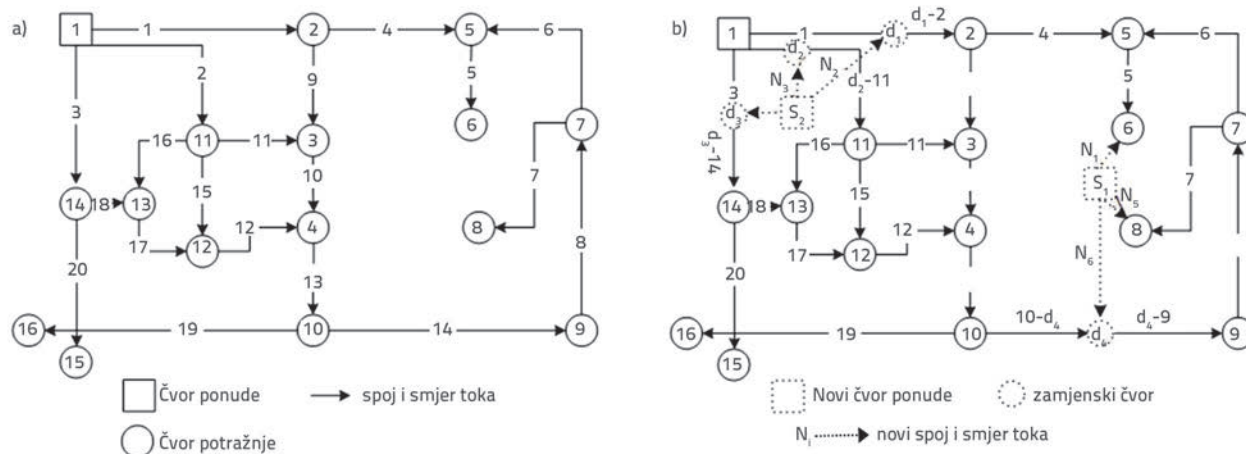 a)
1
1
2
4
5
6
2
9
5
3
6
7
16
11
11
3
15
10
7
14
18
13
12
4
8
17
12
8
20
13
16
19
10
14
9
15
Čvor ponude
spoj i smjer toka
Čvor potražnje
b)
1
1
d₁
d₁-2
2
4
5
6
d₂
N₂
N₃
d₂-11
5
3
d₃
S₂
6
7
d₃-14
16
11
11
3
N₁
15
S₁
N₅
7
14
18
13
12
4
8
17
12
N₆
20
10-d₄
d₄-9
16
19
10
d₄
9
15
Novi čvor ponude
zamjenski čvor
Nᵢ
novi spoj i smjer toka